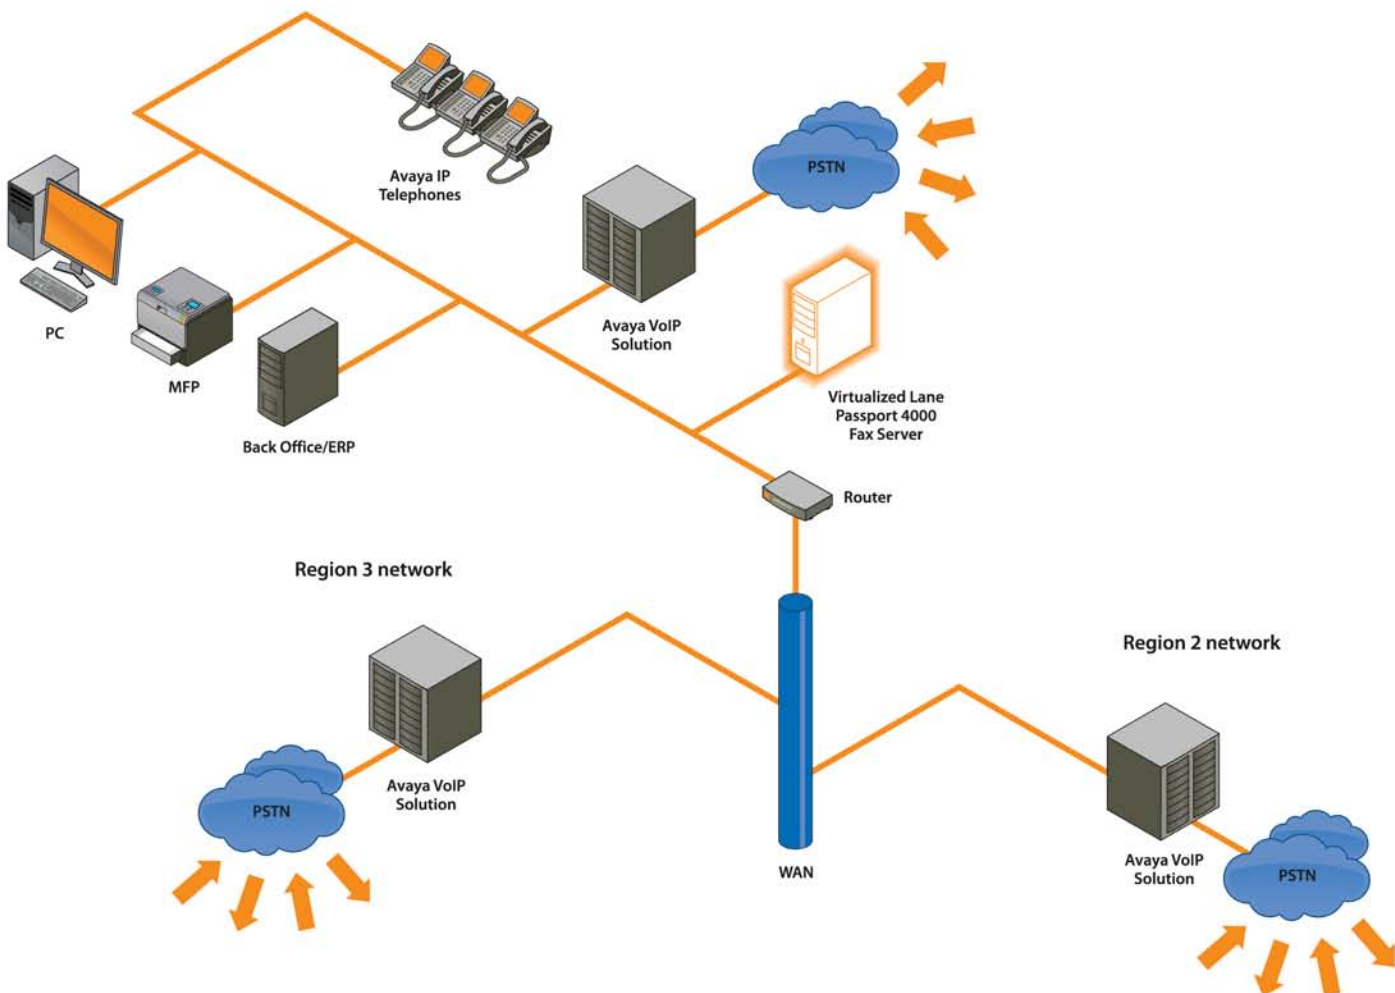 Avaya IP
Telephones
PSTN
PC
MFP
Back Office/ERP
Avaya VoIP
Solution
Virtualized Lane
Passport 4000
Fax Server
Router
Region 3 network
Avaya VoIP
Solution
PSTN
WAN
Region 2 network
Avaya VoIP
Solution
PSTN